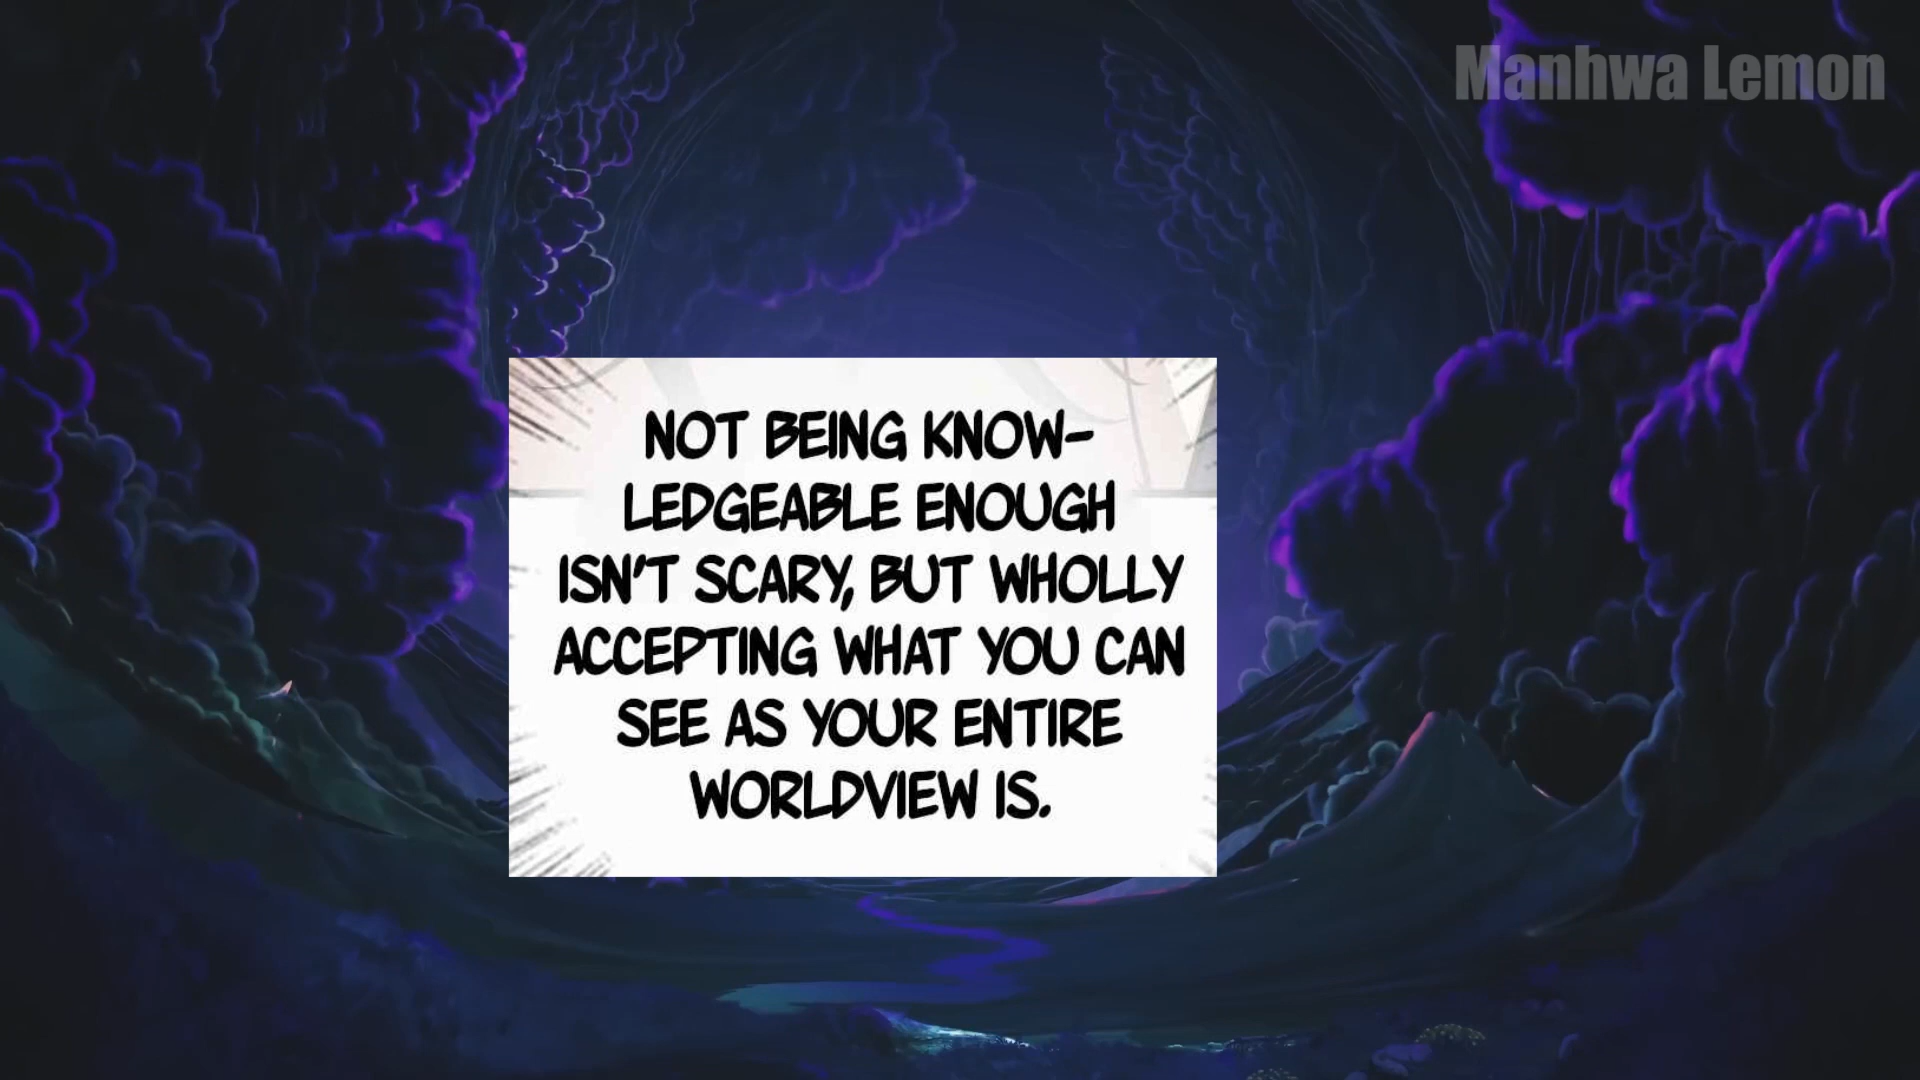 Manhwa Lemon
NOT BEING KNOW-
LEDGEABLE ENOUGH
ISN'T SCARY, BUT WHOLLY
ACCEPTING WHAT YOU CAN
SEE AS YOUR ENTIRE
WORLDVIEW IS.